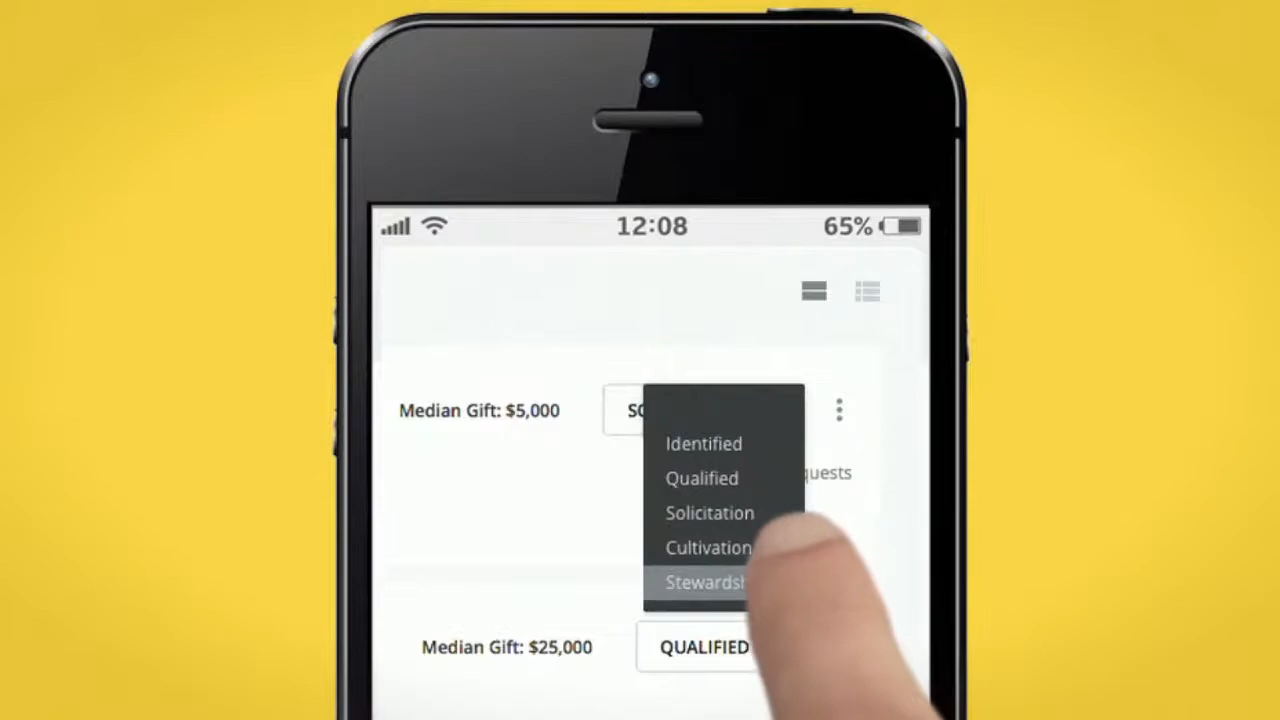 12:08 65%
Median Gift: $5,000
Identified
Qualified
Solicitation
Cultivation
Median Gift: $25,000 QUALIFIED